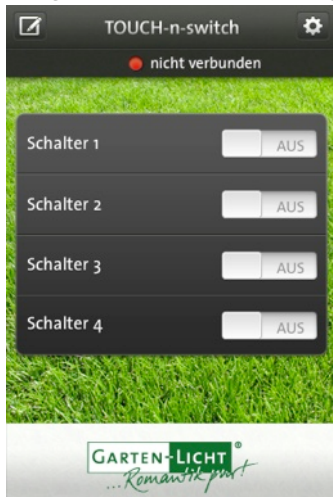 TOUCH-n-switch
nicht verbunden
Schalter 1
AUS
Schalter 2
AUS
Schalter 3
AUS
Schalter 4
AUS
GARTEN-LICHT®
...Romantik pur!